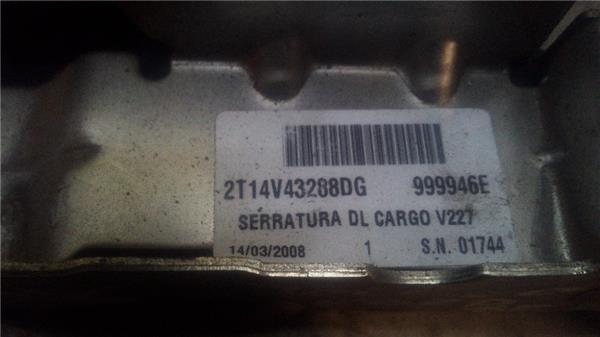 2T14V43288DG 999946E
SERRATURA DL CARGO V227
14/03/2008 1 S.N. 01744